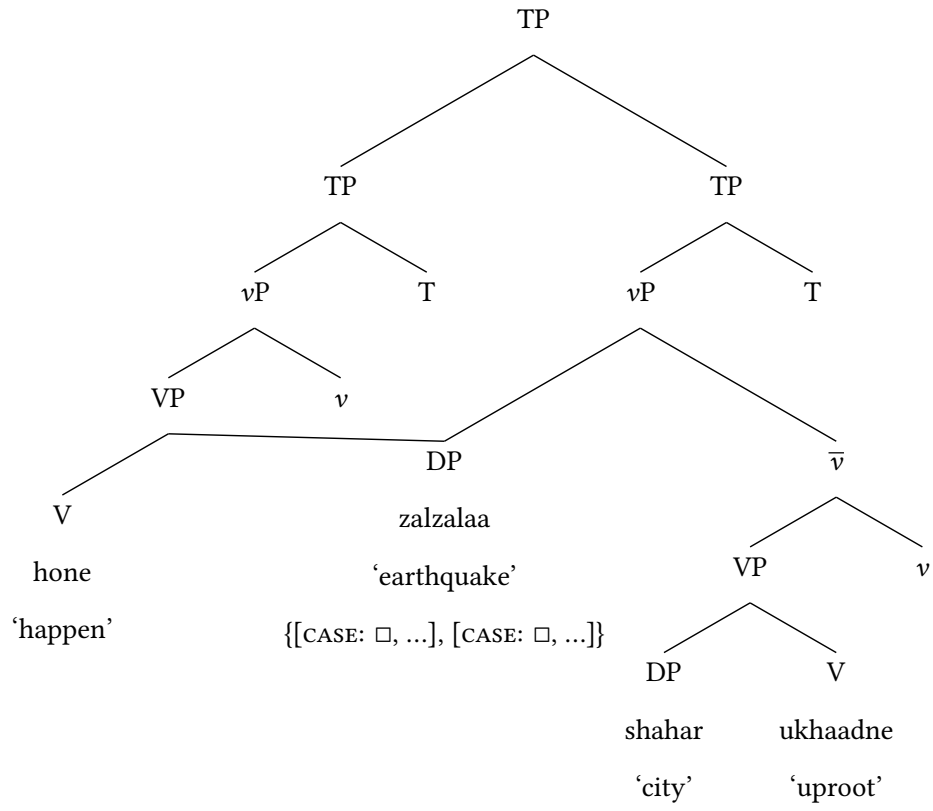 TP
TP TP
vP T vP T
VP v
DP v̄
V zalzalaa
hone ‘earthquake’ VP v
‘happen’ {[CASE: □, …], [CASE: □, …]}
DP V
shahar ukhaadne
‘city’ ‘uproot’